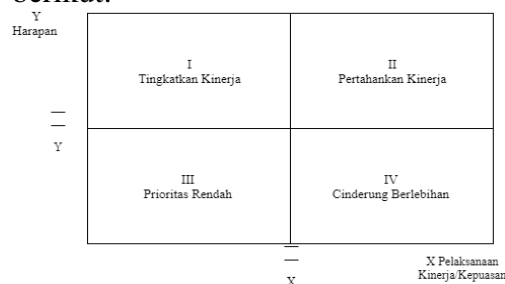 berikut:
Y
Harapan
I
Tingkatkan Kinerja
II
Pertahankan Kinerja
Y
III
Prioritas Rendah
IV
Cinderung Berlebihan
X
X Pelaksanaan
Kinerja/Kepuasan